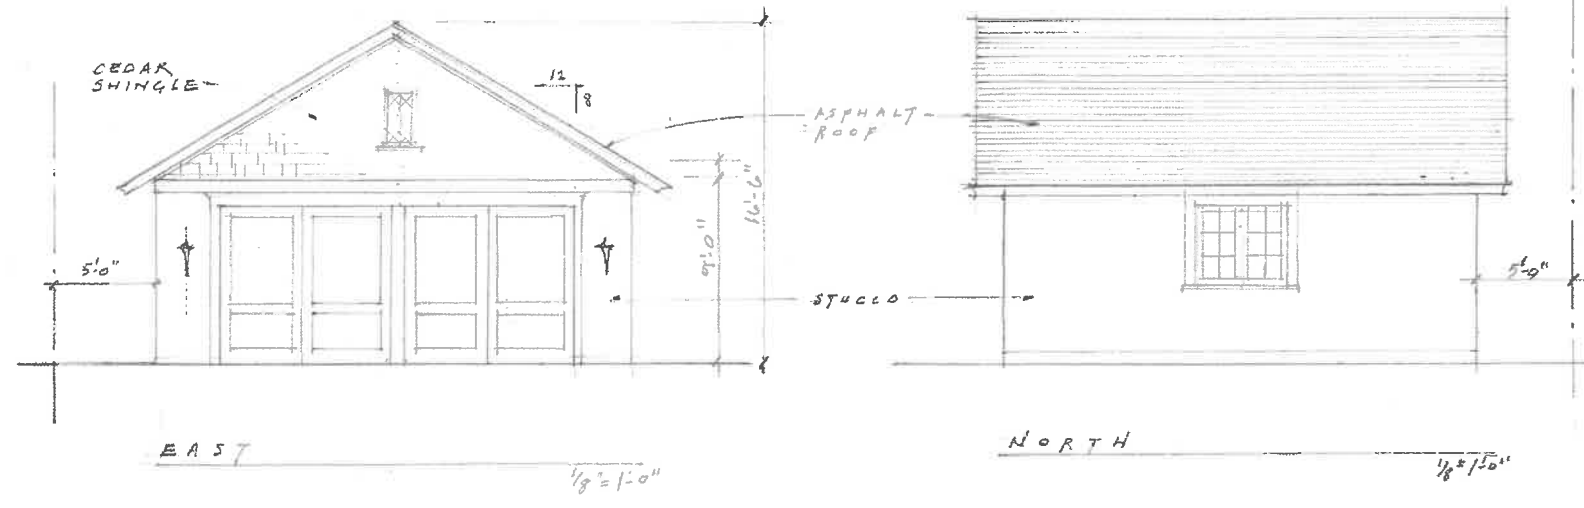 CEDAR
SHINGLE
12
8
ASPHALT
ROOF
16'-6"
9'-0"
5'-0"
5'-0"
STUCCO
EAST
1/8" = 1'-0"
NORTH
1/8" = 1'-0"